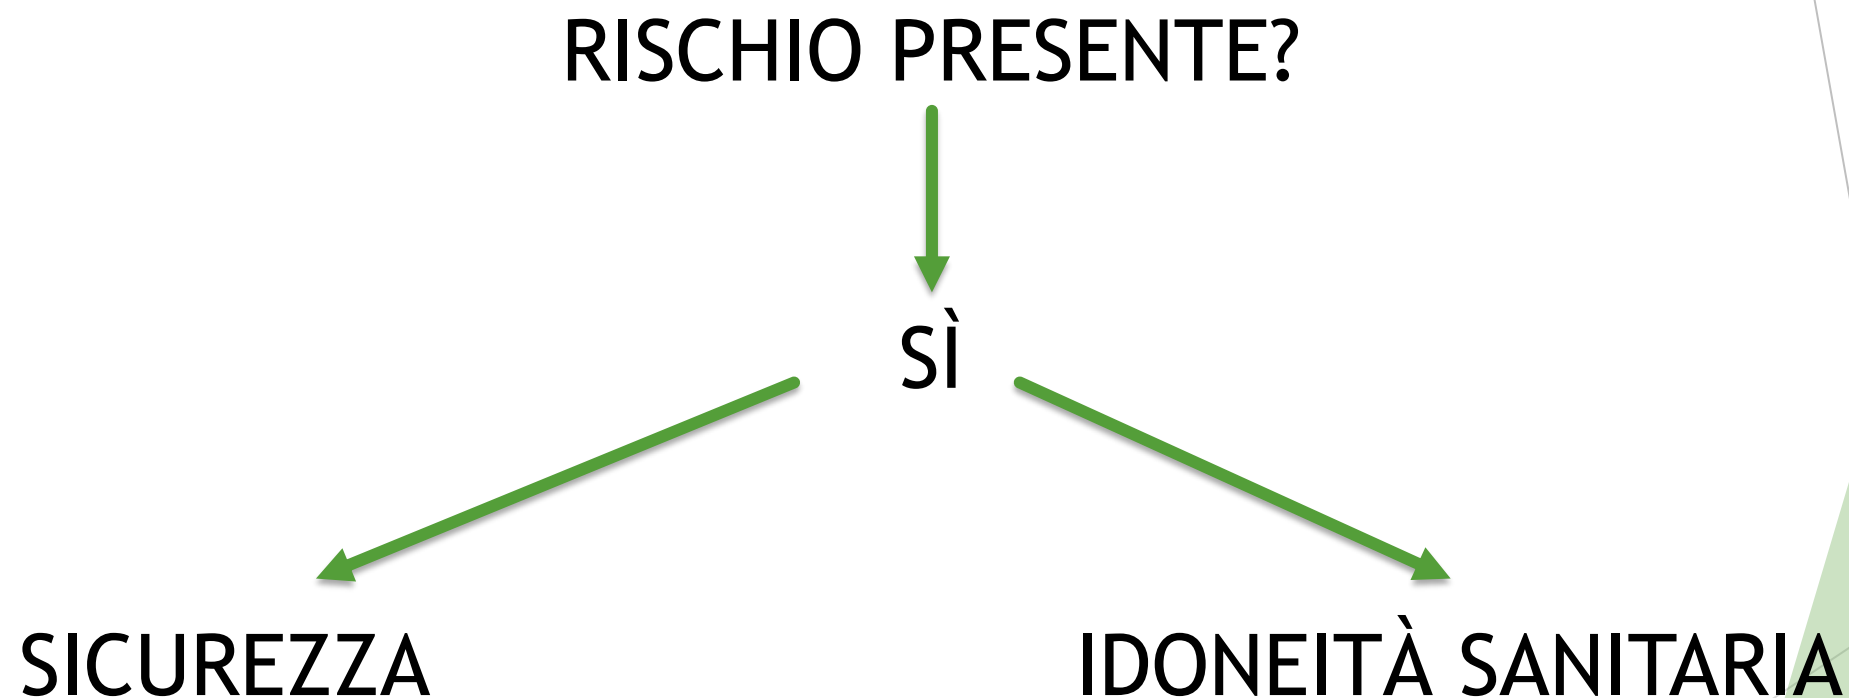 RISCHIO PRESENTE?
SÌ
SICUREZZA
IDONEITÀ SANITARIA